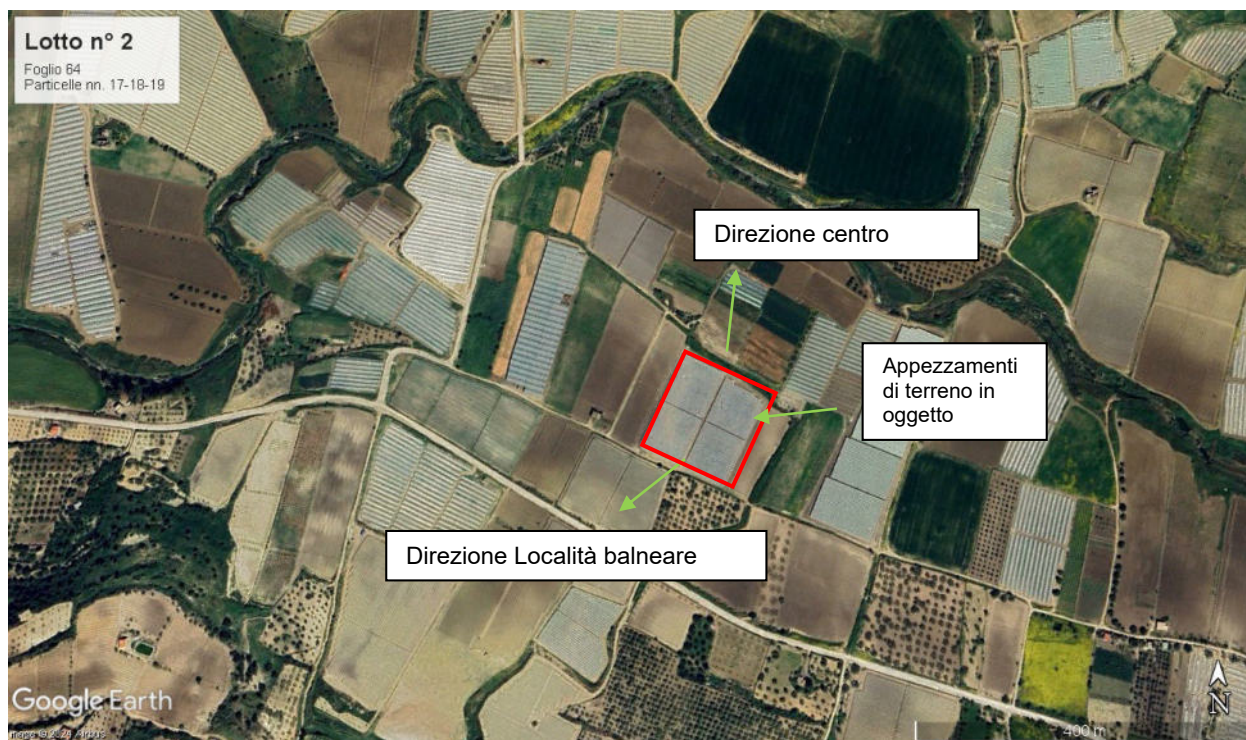 Lotto n° 2
Foglio 64
Particelle nn. 17-18-19
Direzione centro
Appezzamenti
di terreno in
oggetto
Direzione Località balneare
Google Earth
N
400 m